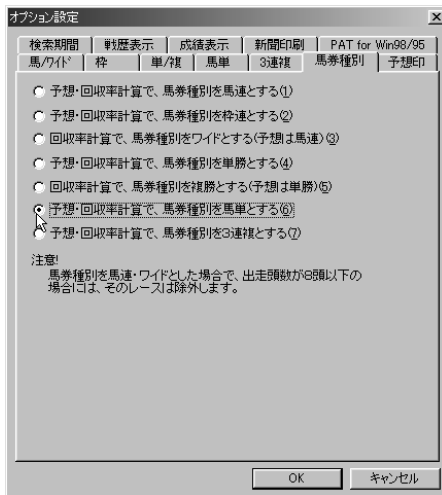 オプション設定
検索期間 戦歴表示 成績表示 新聞印刷 PAT for Win98/95
馬/ワイド 枠 単/複 馬単 3連複 馬券種別 予想印
予想・回収率計算で、馬券種別を馬連とする(1)
予想・回収率計算で、馬券種別を枠連とする(2)
回収率計算で、馬券種別をワイドとする(予想は馬連)(3)
予想・回収率計算で、馬券種別を単勝とする(4)
回収率計算で、馬券種別を複勝とする(予想は単勝)(5)
予想・回収率計算で、馬券種別を馬単とする(6)
予想・回収率計算で、馬券種別を3連複とする(7)
注意!
馬券種別を馬連・ワイドとした場合で、出走頭数が8頭以下の
場合には、そのレースは除外します。
OK キャンセル